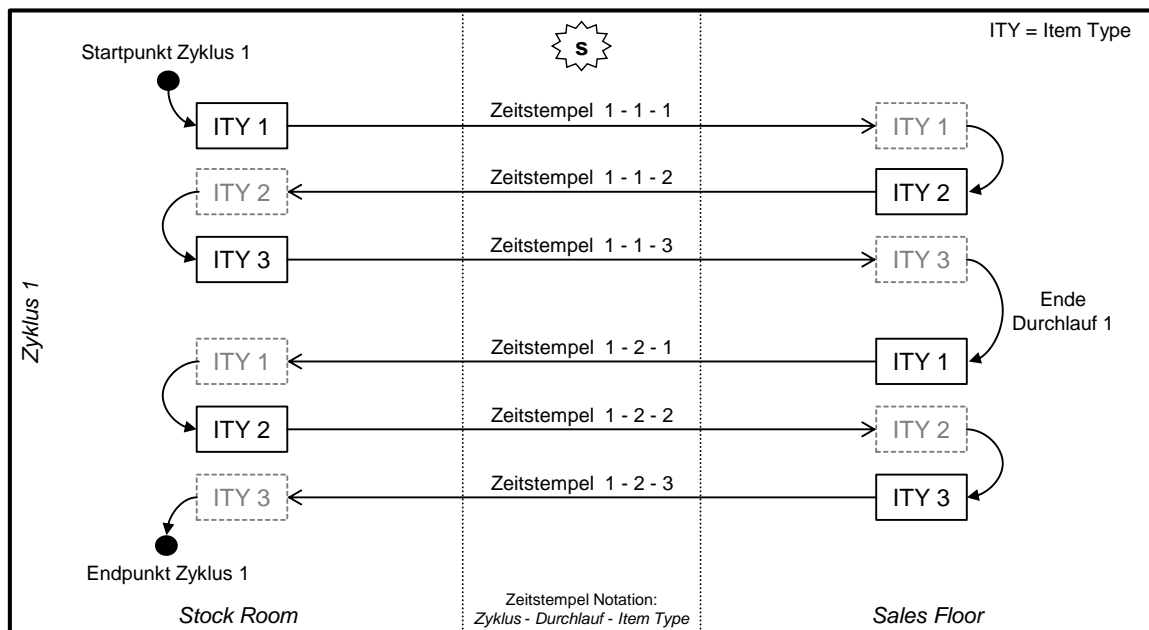 ITY = Item Type
Startpunkt Zyklus 1
s
ITY 1
Zeitstempel 1 - 1 - 1
ITY 1
ITY 2
Zeitstempel 1 - 1 - 2
ITY 2
ITY 3
Zeitstempel 1 - 1 - 3
ITY 3
Ende
Durchlauf 1
Zyklus 1
ITY 1
Zeitstempel 1 - 2 - 1
ITY 1
ITY 2
Zeitstempel 1 - 2 - 2
ITY 2
ITY 3
Zeitstempel 1 - 2 - 3
ITY 3
Endpunkt Zyklus 1
Stock Room
Zeitstempel Notation:
Zyklus - Durchlauf - Item Type
Sales Floor